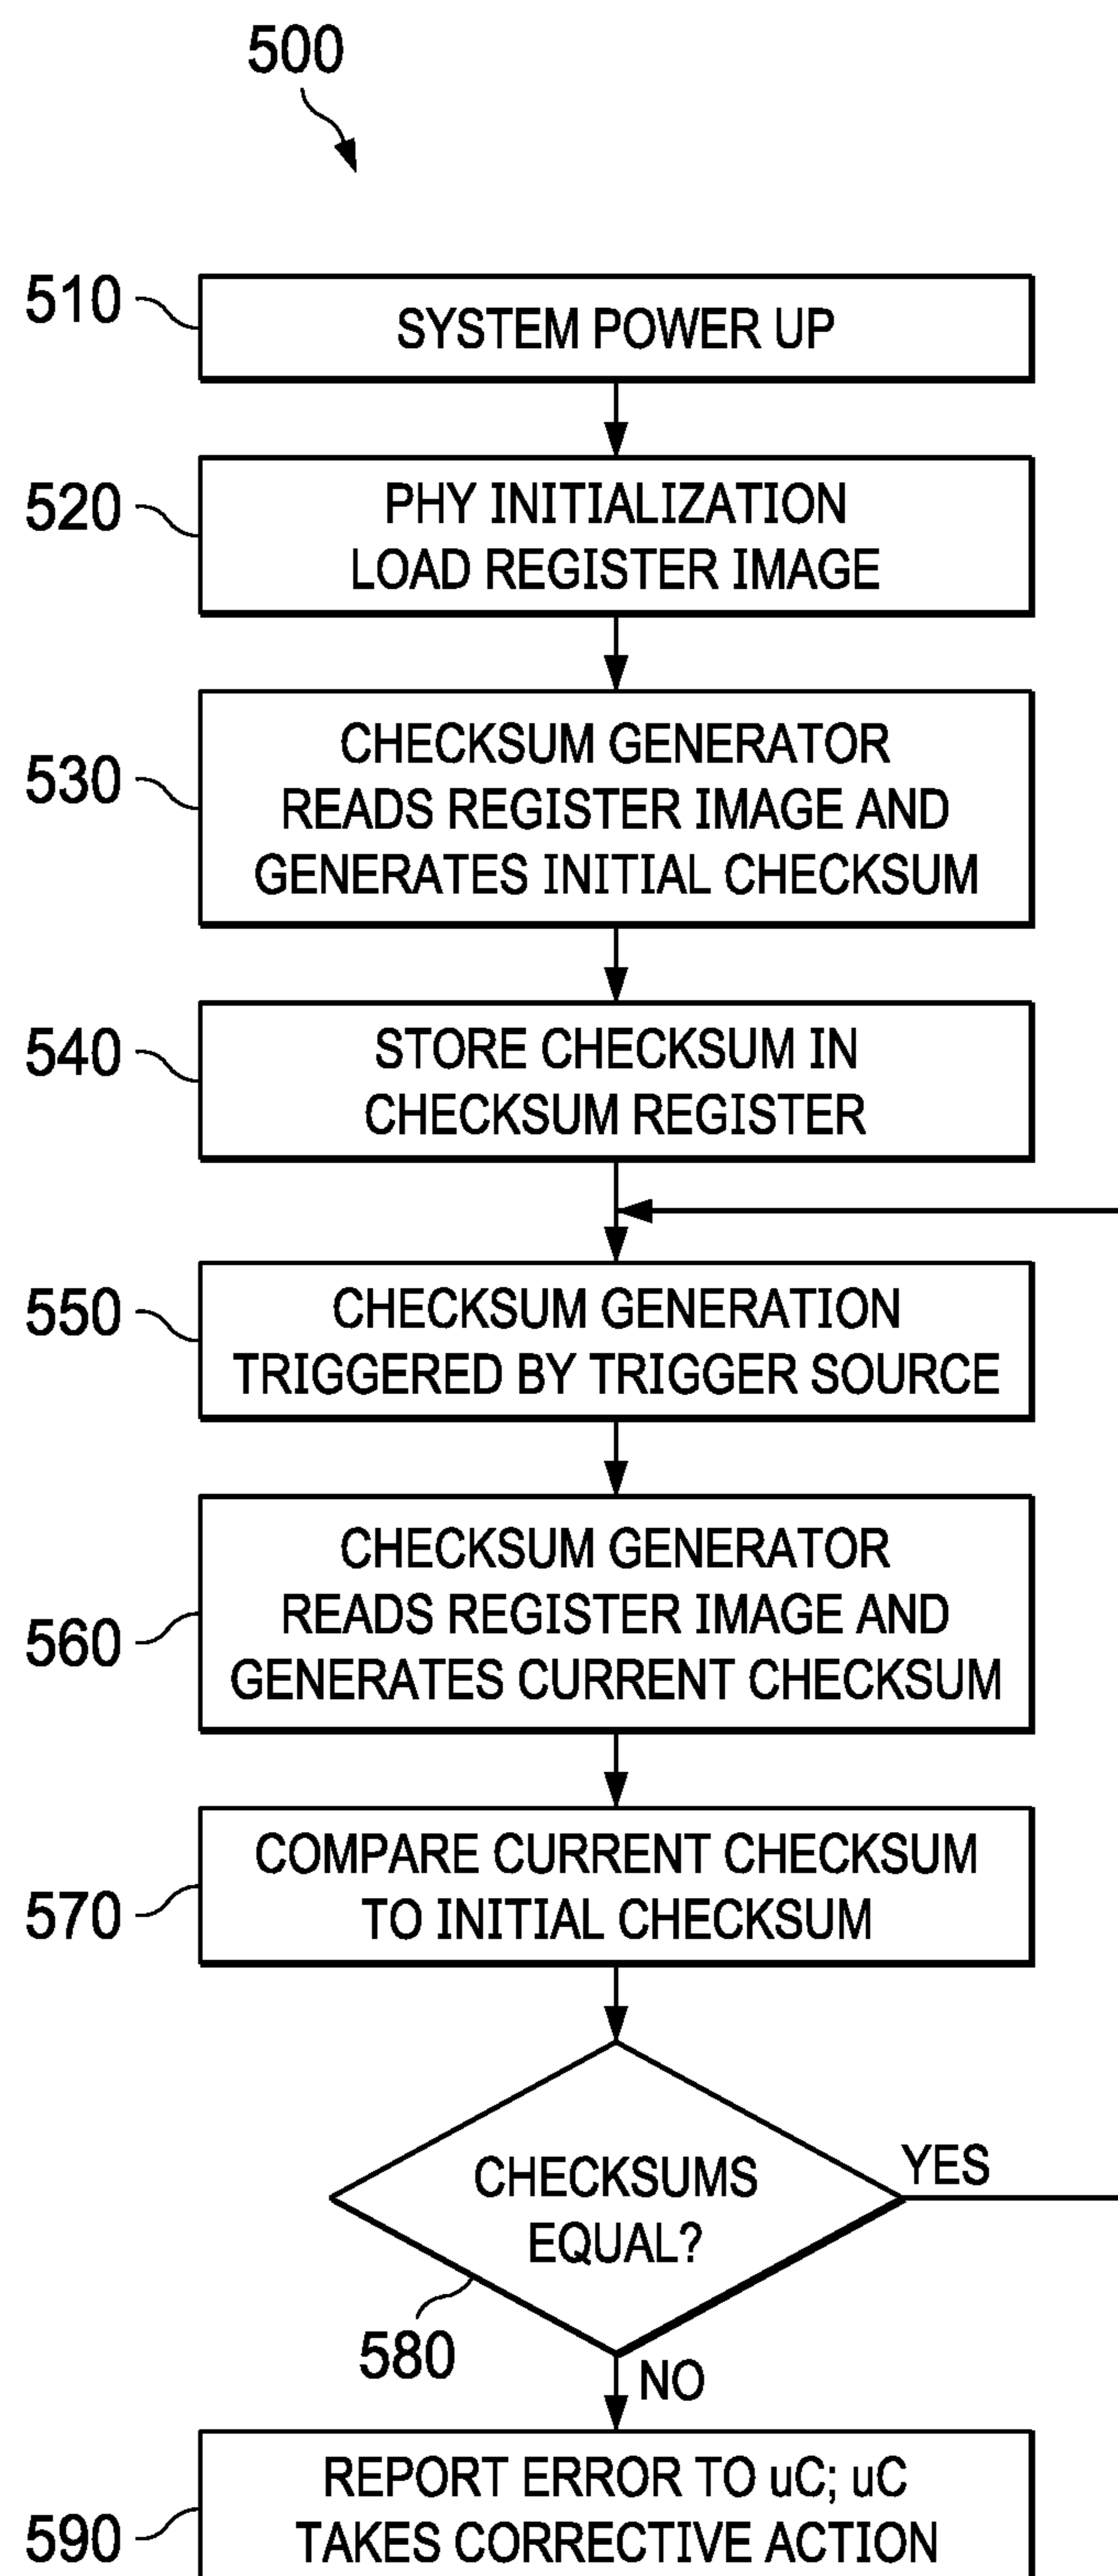 500
510
SYSTEM POWER UP
520
PHY INITIALIZATION
LOAD REGISTER IMAGE
530
CHECKSUM GENERATOR
READS REGISTER IMAGE AND
GENERATES INITIAL CHECKSUM
540
STORE CHECKSUM IN
CHECKSUM REGISTER
550
CHECKSUM GENERATION
TRIGGERED BY TRIGGER SOURCE
560
CHECKSUM GENERATOR
READS REGISTER IMAGE AND
GENERATES CURRENT CHECKSUM
570
COMPARE CURRENT CHECKSUM
TO INITIAL CHECKSUM
CHECKSUMS
EQUAL?
YES
580
NO
590
REPORT ERROR TO uC; uC
TAKES CORRECTIVE ACTION